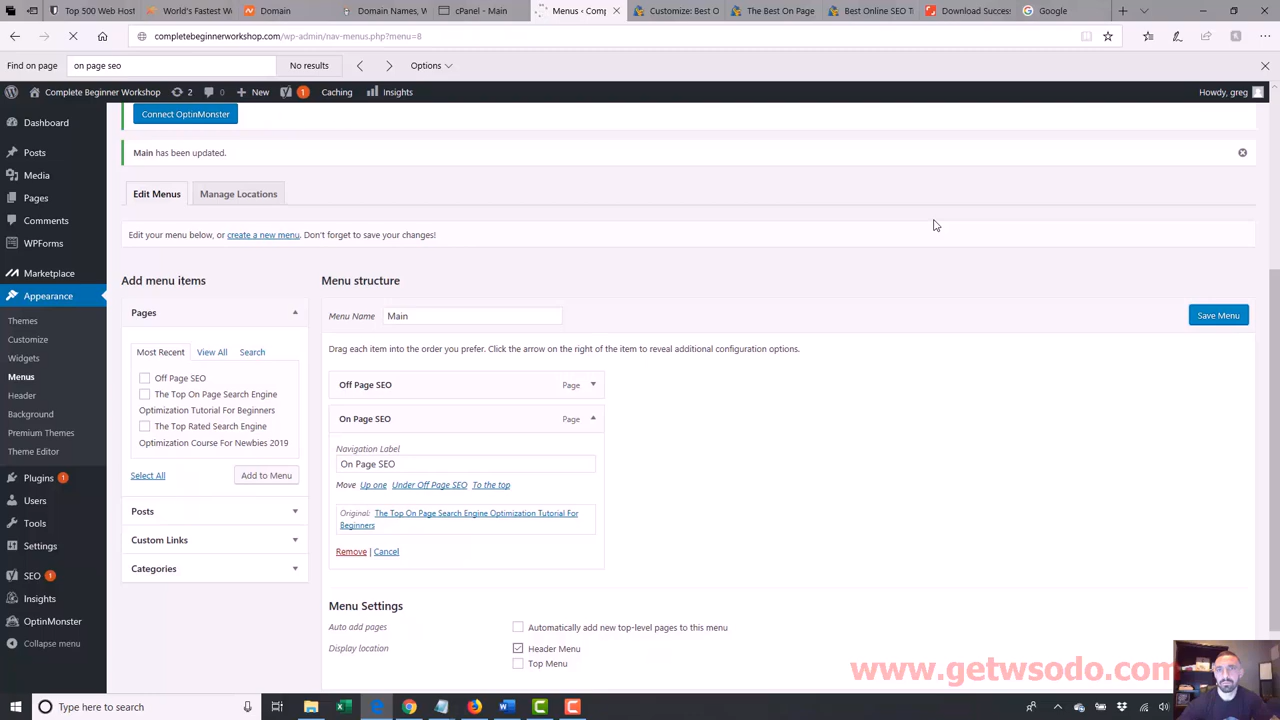 Top 500 Web Host
World's Fastest W
Domain
Domain Names, W
cPanel - Main
Menus ‹ Comp
Customize: Best O
The Best On Page
Best Online SEO T
Download Success
Google
completebeginnerworkshop.com/wp-admin/nav-menus.php?menu=8
Find on page
on page seo
No results
Options
Complete Beginner Workshop
2
0
New
1
Caching
Insights
Howdy, greg
Dashboard
Posts
Media
Pages
Comments
WPForms
Marketplace
Appearance
Themes
Customize
Widgets
Menus
Header
Background
Premium Themes
Theme Editor
Plugins 1
Users
Tools
Settings
SEO 1
Insights
OptinMonster
Collapse menu
Connect OptinMonster
Main has been updated.
Edit Menus
Manage Locations
Edit your menu below, or create a new menu. Don't forget to save your changes!
Add menu items
Pages
Most Recent
View All
Search
Off Page SEO
The Top On Page Search Engine
Optimization Tutorial For Beginners
The Top Rated Search Engine
Optimization Course For Newbies 2019
Select All
Add to Menu
Posts
Custom Links
Categories
Menu structure
Menu Name
Main
Save Menu
Drag each item into the order you prefer. Click the arrow on the right of the item to reveal additional configuration options.
Off Page SEO
Page
On Page SEO
Page
Navigation Label
On Page SEO
Move Up one Under Off Page SEO To the top
Original: The Top On Page Search Engine Optimization Tutorial For
Beginners
Remove | Cancel
Menu Settings
Auto add pages
Automatically add new top-level pages to this menu
Display location
Header Menu
Top Menu
www.getwsodo.com
Type here to search